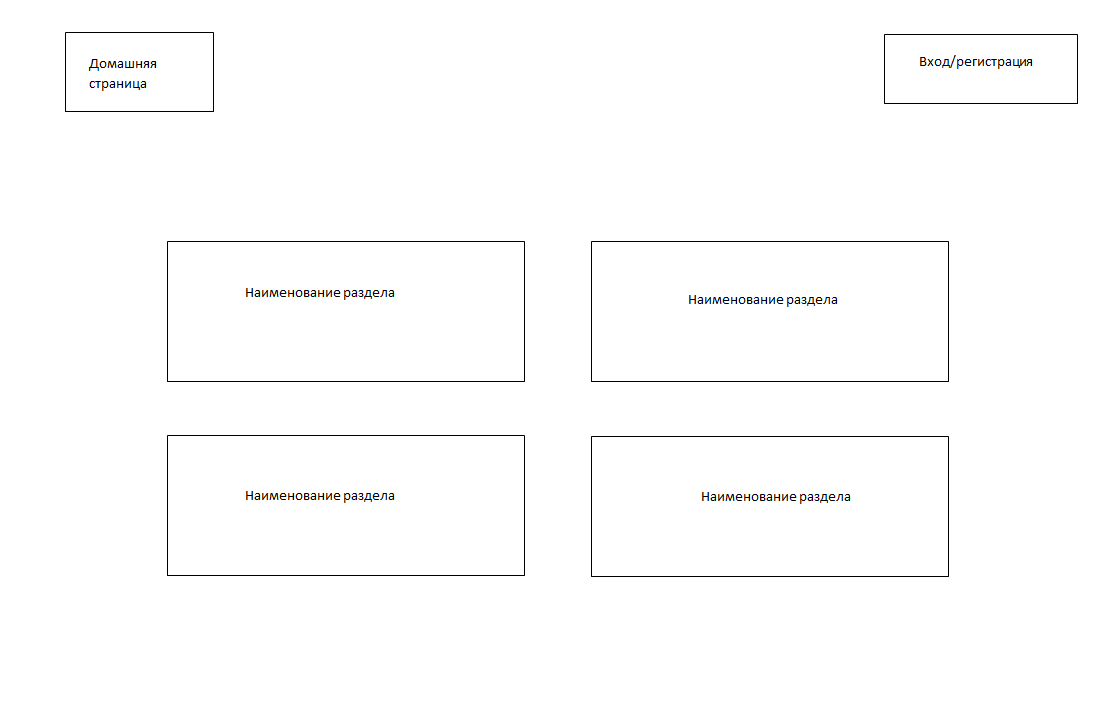 Домашняя
страница
Вход/регистрация
Наименование раздела
Наименование раздела
Наименование раздела
Наименование раздела